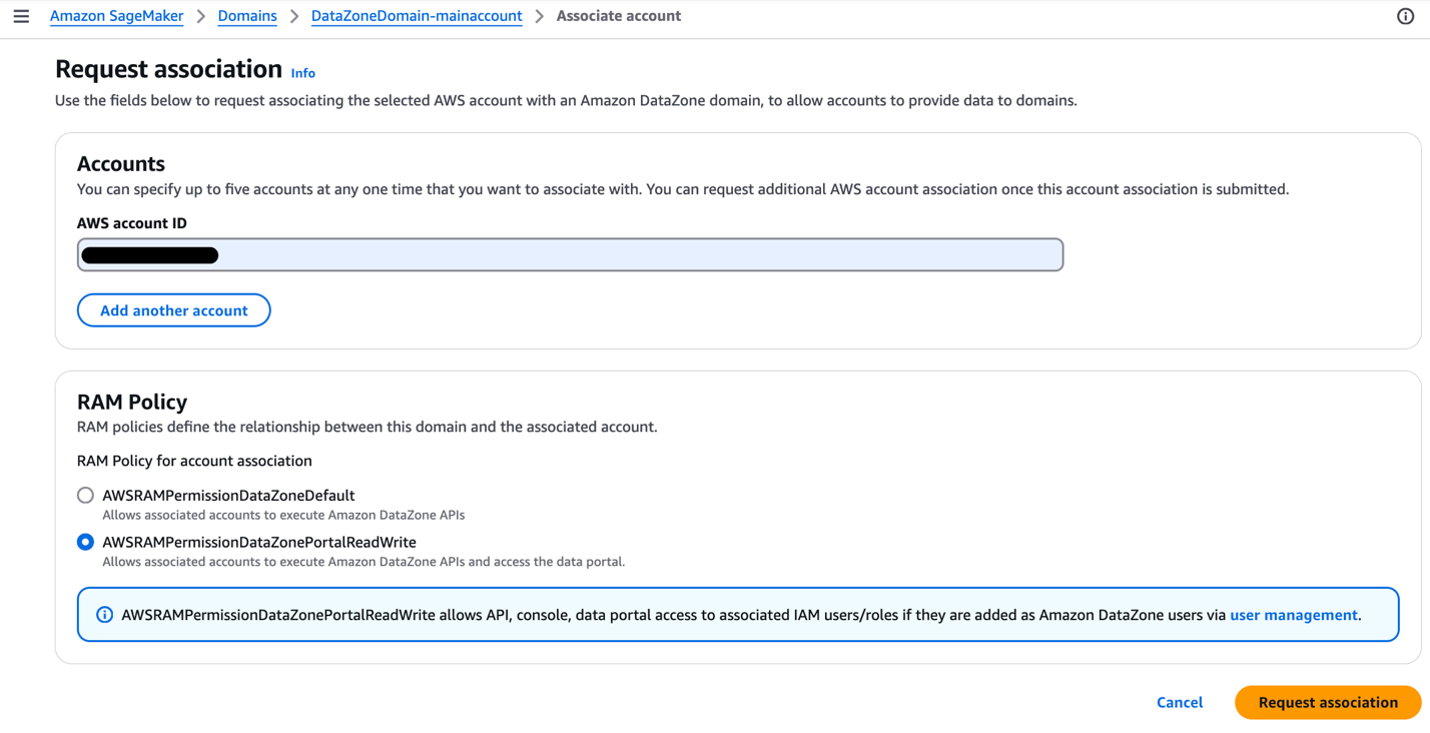 Amazon SageMaker > Domains > DataZoneDomain-mainaccount > Associate account
Request association Info
Use the fields below to request associating the selected AWS account with an Amazon DataZone domain, to allow accounts to provide data to domains.
Accounts
You can specify up to five accounts at any one time that you want to associate with. You can request additional AWS account association once this account association is submitted.
AWS account ID
Add another account
RAM Policy
RAM policies define the relationship between this domain and the associated account.
RAM Policy for account association
AWSRAMPermissionDataZoneDefault
Allows associated accounts to execute Amazon DataZone APIs
AWSRAMPermissionDataZonePortalReadWrite
Allows associated accounts to execute Amazon DataZone APIs and access the data portal.
AWSRAMPermissionDataZonePortalReadWrite allows API, console, data portal access to associated IAM users/roles if they are added as Amazon DataZone users via user management.
Cancel Request association